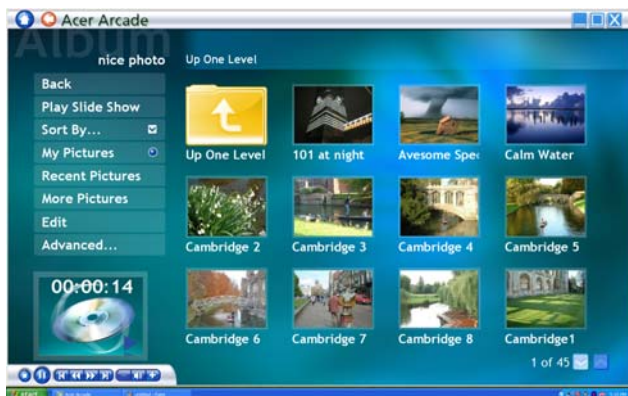 Acer Arcade
Album
nice photo
Up One Level
Back
Play Slide Show
Sort By...
My Pictures
Recent Pictures
More Pictures
Edit
Advanced...
00:00:14
Up One Level
101 at night
Avesome Spe
Calm Water
Cambridge 2
Cambridge 3
Cambridge 4
Cambridge 5
Cambridge 6
Cambridge 7
Cambridge 8
Cambridge1
1 of 45
start